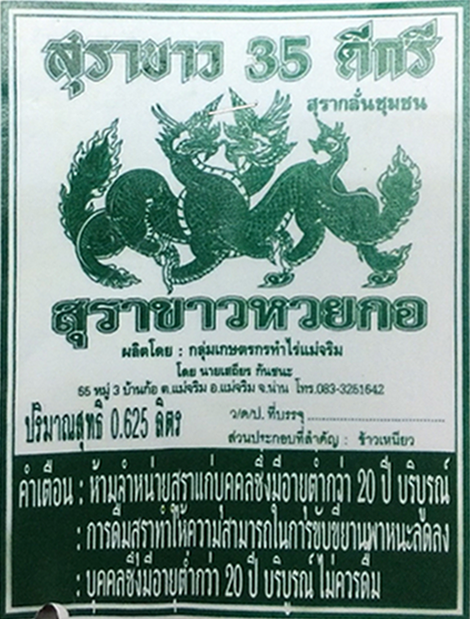 สุราขาว 35 ดีกรี
สุรากลั่นชุมชน
สุราขาวห้วยก้อ
ผลิตโดย : กลุ่มเกษตรกรทำไร่แม่จริม
โดย นายเสถียร กันชนะ
55 หมู่ 3 บ้านก้อ ต.แม่จริม อ.แม่จริม จ.น่าน โทร.083-3251642
ปริมาณสุทธิ 0.625 ลิตร
ว/ด/ป. ที่บรรจุ
ส่วนประกอบที่สำคัญ : ข้าวเหนียว
คำเตือน : ห้ามจำหน่ายสุราแก่บุคคลซึ่งมีอายุต่ำกว่า 20 ปี บริบูรณ์
: การดื่มสุราทำให้ความสามารถในการขับขี่ยานพาหนะลดลง
: บุคคลซึ่งมีอายุต่ำกว่า 20 ปี บริบูรณ์ ไม่ควรดื่ม